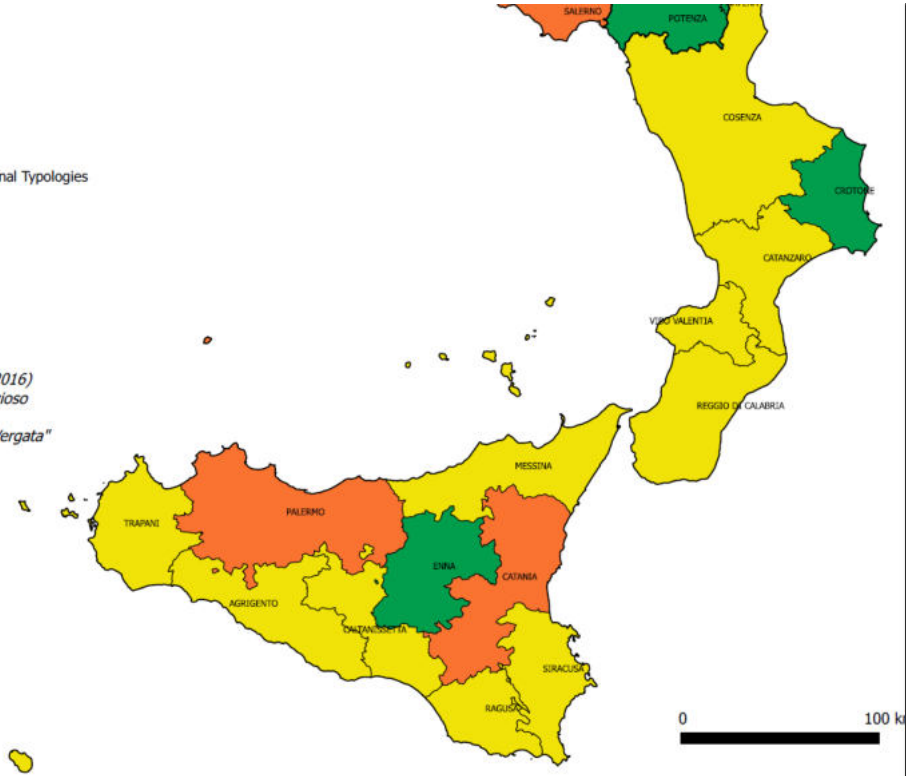 SALERNO
POTENZA
COSENZA
nal Typologies
CROTONE
CATANZARO
VIBO VALENTIA
2016)
ioso
REGGIO DI CALABRIA
Vergata"
MESSINA
PALERMO
TRAPANI
ENNA
CATANIA
AGRIGENTO
CALTANISSETTA
SIRACUSA
RAGUSA
0 100 k